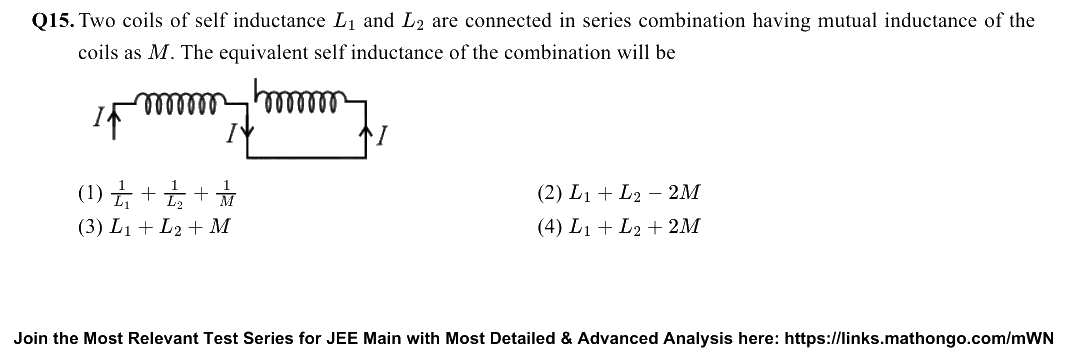 Q15. Two coils of self inductance L₁ and L₂ are connected in series combination having mutual inductance of the
coils as M. The equivalent self inductance of the combination will be
I
I
I
(1) 1/L₁ + 1/L₂ + 1/M
(2) L₁ + L₂ − 2M
(3) L₁ + L₂ + M
(4) L₁ + L₂ + 2M
Join the Most Relevant Test Series for JEE Main with Most Detailed & Advanced Analysis here: https://links.mathongo.com/mWN